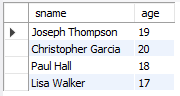 sname age
Joseph Thompson 19
Christopher Garcia 20
Paul Hall 18
Lisa Walker 17